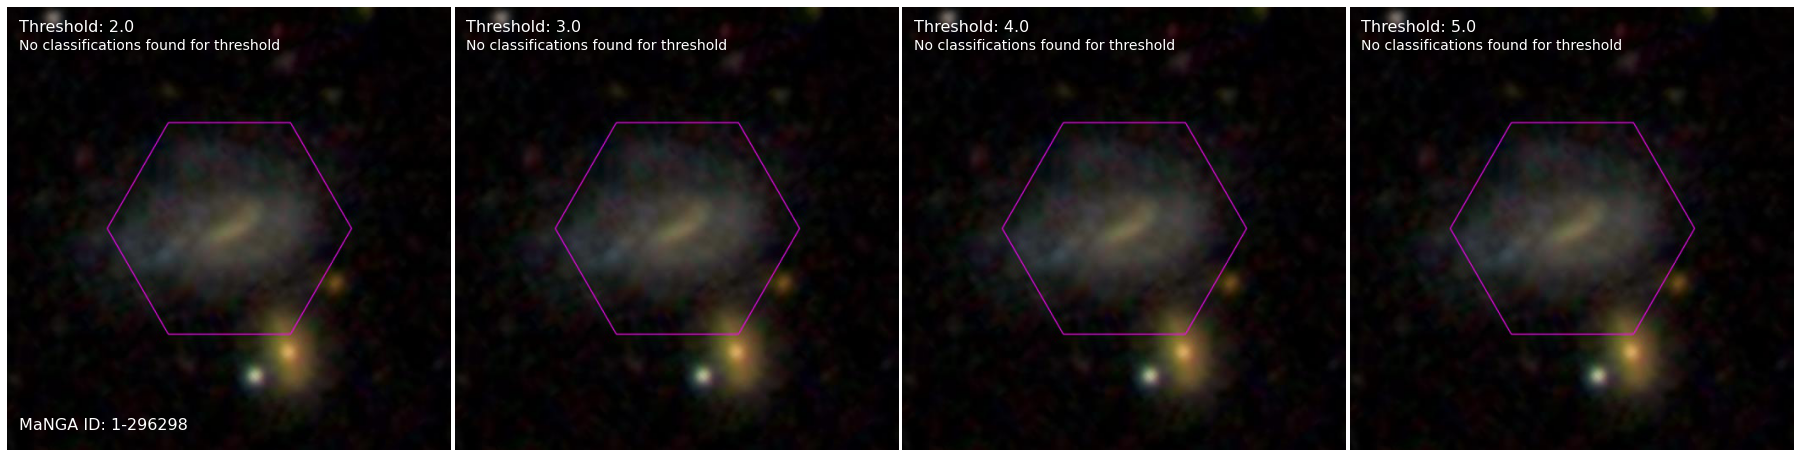 Threshold: 2.0
No classifications found for threshold
MaNGA ID: 1-296298
Threshold: 3.0
No classifications found for threshold
Threshold: 4.0
No classifications found for threshold
Threshold: 5.0
No classifications found for threshold